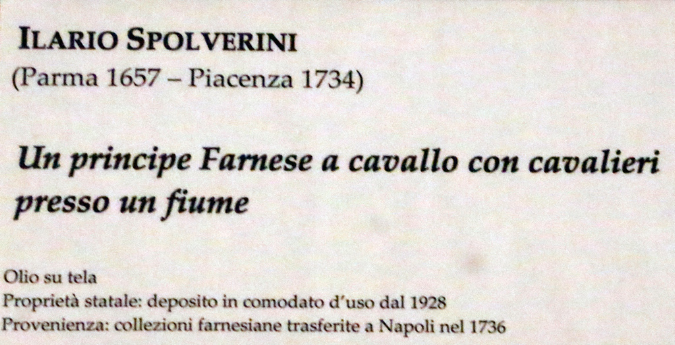 ILARIO SPOLVERINI
(Parma 1657 – Piacenza 1734)
Un principe Farnese a cavallo con cavalieri
presso un fiume
Olio su tela
Proprietà statale: deposito in comodato d'uso dal 1928
Provenienza: collezioni farnesiane trasferite a Napoli nel 1736